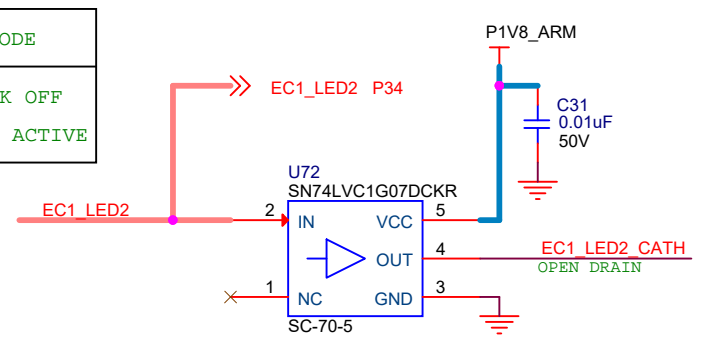 ODE
K OFF
ACTIVE
P1V8_ARM
EC1_LED2 P34
C31
0.01uF
50V
U72
SN74LVC1G07DCKR
EC1_LED2
2
IN
VCC
5
OUT
4
EC1_LED2_CATH
OPEN DRAIN
1
NC
GND
3
SC-70-5